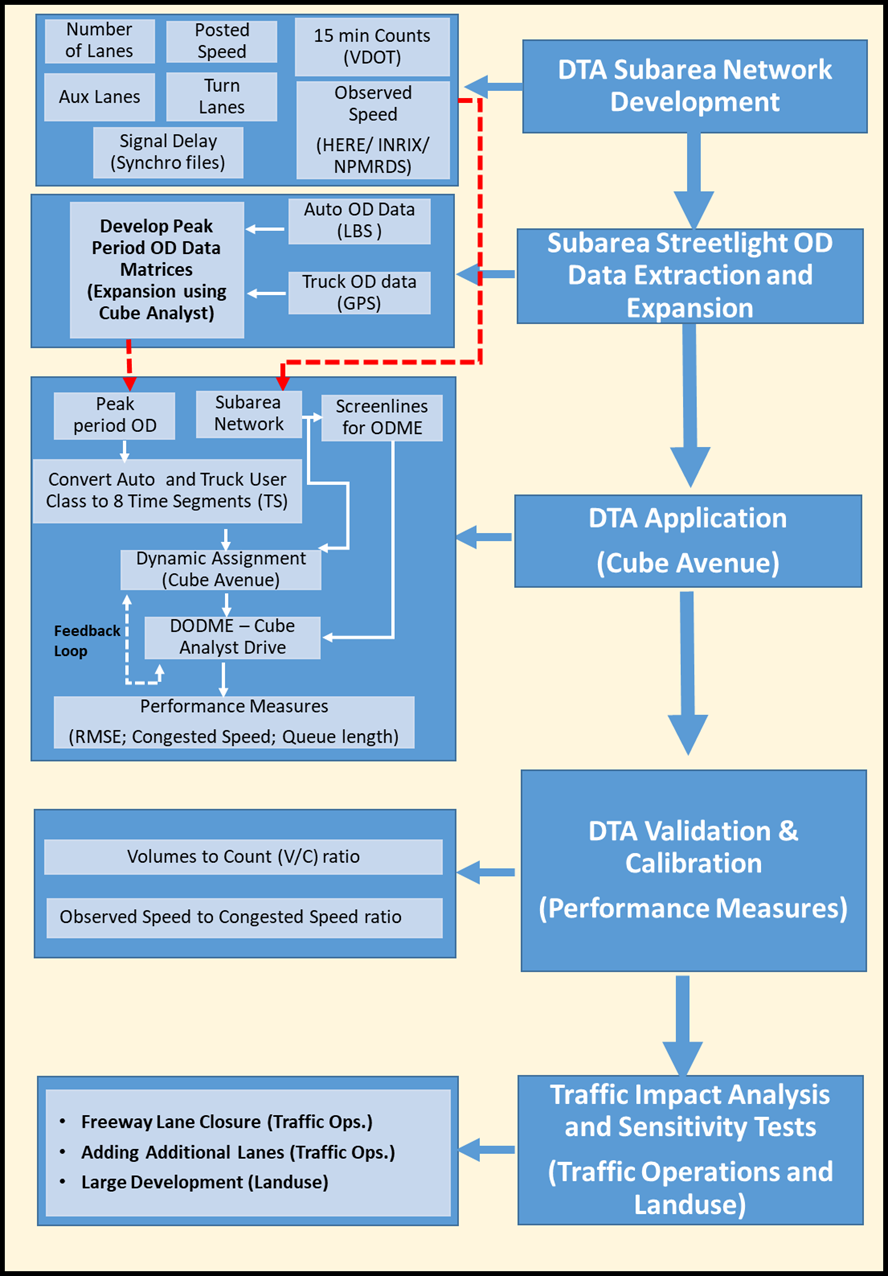 Number
of Lanes
Posted
Speed
15 min Counts
(VDOT)
Aux Lanes
Turn
Lanes
Observed
Speed
(HERE/ INRIX/
NPMRDS)
Signal Delay
(Synchro files)
DTA Subarea Network
Development
Develop Peak
Period OD Data
Matrices
(Expansion using
Cube Analyst)
Auto OD Data
(LBS )
Truck OD data
(GPS)
Subarea Streetlight OD
Data Extraction and
Expansion
Peak
period OD
Subarea
Network
Screenlines
for ODME
Convert Auto and Truck User
Class to 8 Time Segments (TS)
Dynamic Assignment
(Cube Avenue)
Feedback
Loop
DODME – Cube
Analyst Drive
Performance Measures
(RMSE; Congested Speed; Queue length)
DTA Application
(Cube Avenue)
Volumes to Count (V/C) ratio
Observed Speed to Congested Speed ratio
DTA Validation &
Calibration
(Performance Measures)
• Freeway Lane Closure (Traffic Ops.)
• Adding Additional Lanes (Traffic Ops.)
• Large Development (Landuse)
Traffic Impact Analysis
and Sensitivity Tests
(Traffic Operations and
Landuse)